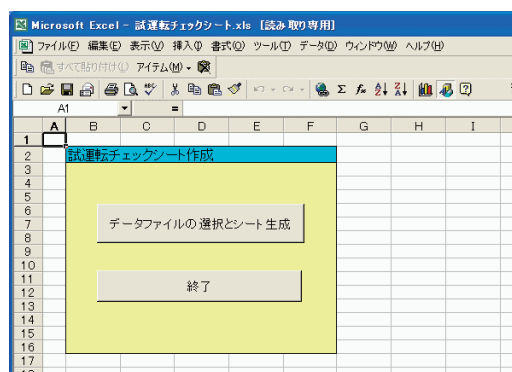 Microsoft Excel - 試運転チェックシート.xls [読み取り専用]
ファイル(F) 編集(E) 表示(V) 挿入(I) 書式(O) ツール(T) データ(D) ウィンドウ(W) ヘルプ(H)
すべて貼り付け(L) アイテム(M)
A1 =
A B C D E F G H I
1
2 試運転チェックシート作成
3
4
5
6
7 データファイルの選択とシート生成
8
9
10
11
12 終了
13
14
15
16
17